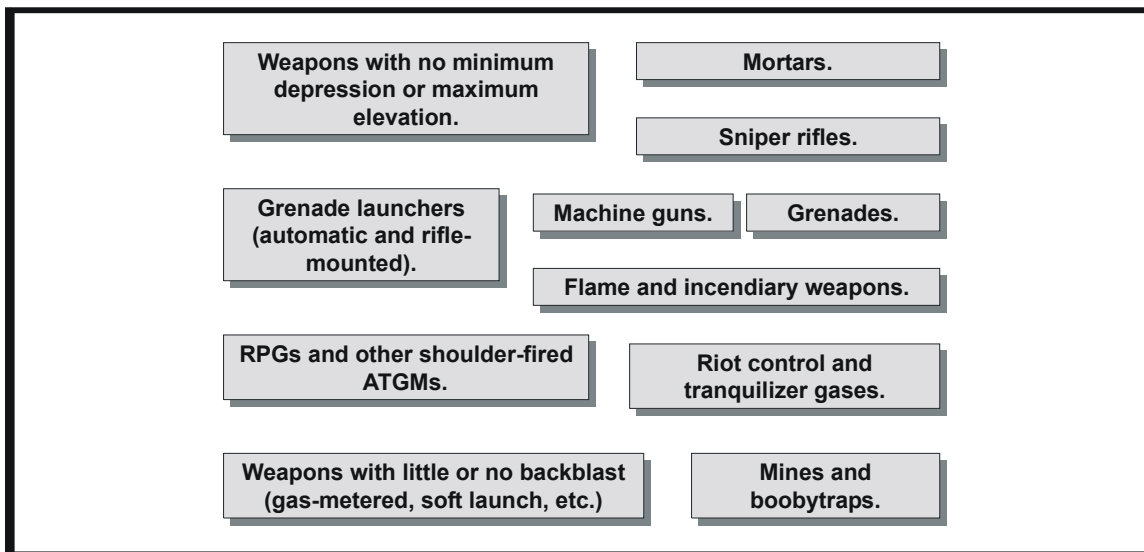 Weapons with no minimum
depression or maximum
elevation.
Mortars.
Sniper rifles.
Grenade launchers
(automatic and rifle-
mounted).
Machine guns.
Grenades.
Flame and incendiary weapons.
RPGs and other shoulder-fired
ATGMs.
Riot control and
tranquilizer gases.
Weapons with little or no backblast
(gas-metered, soft launch, etc.)
Mines and
boobytraps.